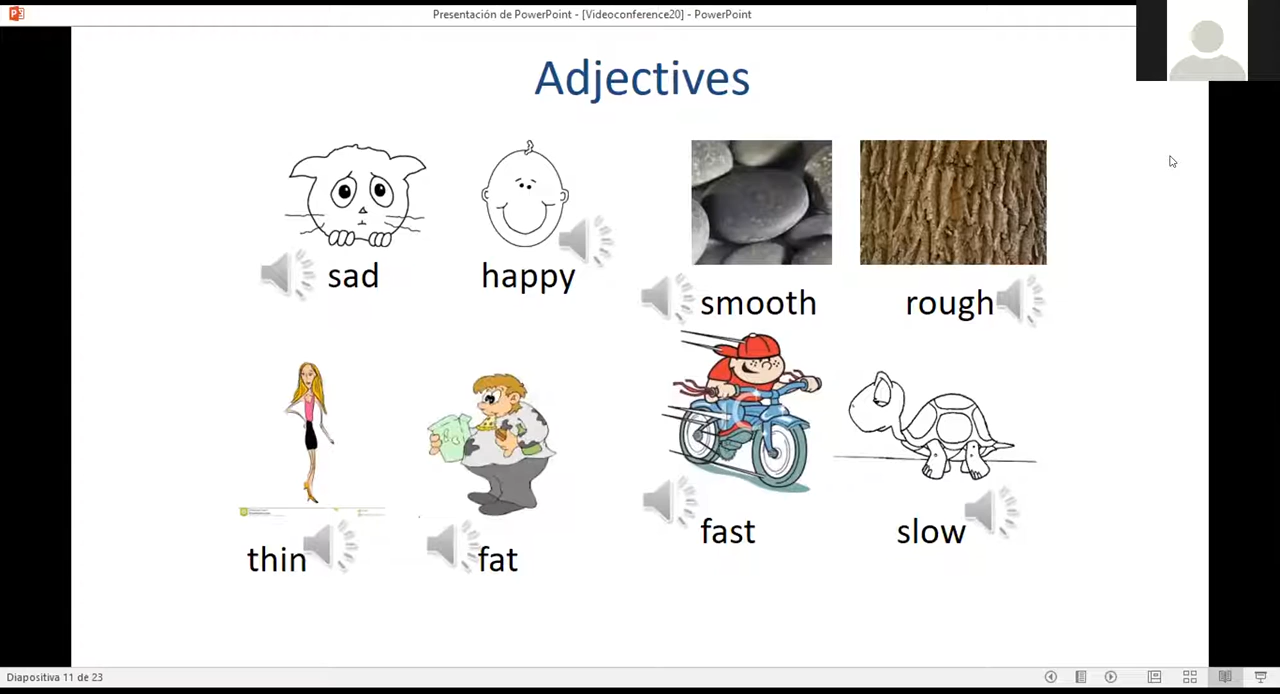 Presentación de PowerPoint - [Videoconference20] - PowerPoint
Adjectives
sad
happy
smooth
rough
thin
fat
fast
slow
Diapositiva 11 de 23